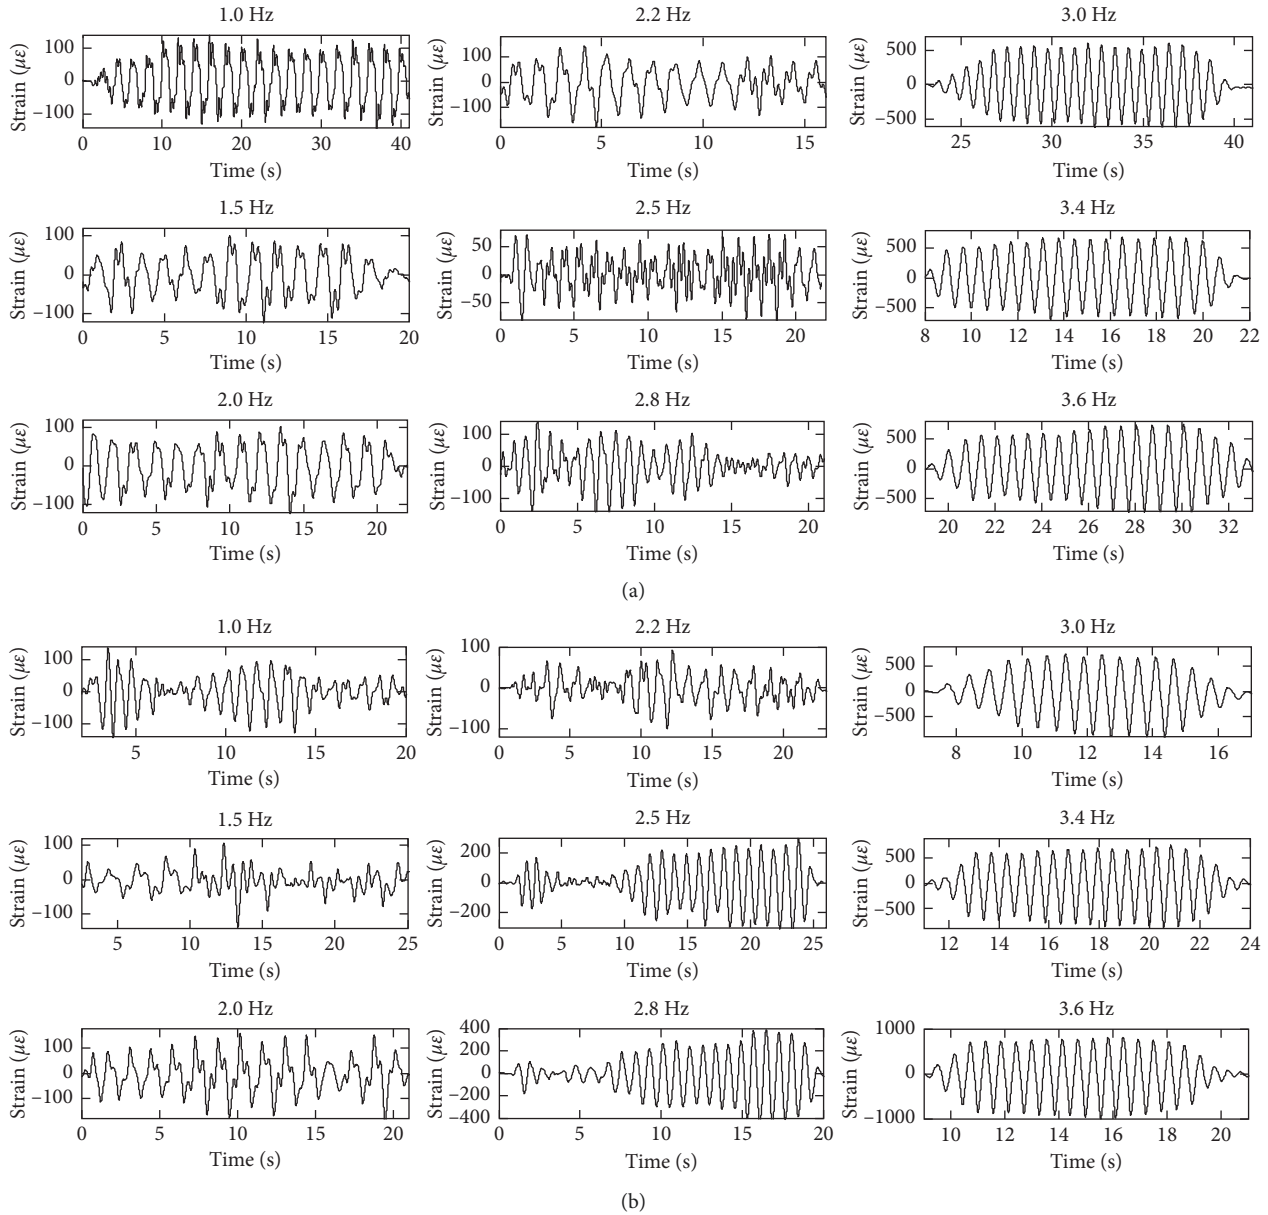 1.0 Hz
2.2 Hz
3.0 Hz
Strain (με)
100
0
−100
0 10 20 30 40
Time (s)
Strain (με)
100
0
−100
0 5 10 15
Time (s)
Strain (με)
500
0
−500
25 30 35 40
Time (s)
1.5 Hz
2.5 Hz
3.4 Hz
Strain (με)
100
0
−100
0 5 10 15 20
Time (s)
Strain (με)
50
0
−50
0 5 10 15 20
Time (s)
Strain (με)
500
0
−500
8 10 12 14 16 18 20 22
Time (s)
2.0 Hz
2.8 Hz
3.6 Hz
Strain (με)
100
0
−100
0 5 10 15 20
Time (s)
Strain (με)
100
0
−100
0 5 10 15 20
Time (s)
Strain (με)
500
0
−500
20 22 24 26 28 30 32
Time (s)
(a)
1.0 Hz
2.2 Hz
3.0 Hz
Strain (με)
100
0
−100
5 10 15 20
Time (s)
Strain (με)
100
0
−100
0 5 10 15 20
Time (s)
Strain (με)
500
0
−500
8 10 12 14 16
Time (s)
1.5 Hz
2.5 Hz
3.4 Hz
Strain (με)
100
0
−100
5 10 15 20 25
Time (s)
Strain (με)
200
0
−200
0 5 10 15 20 25
Time (s)
Strain (με)
500
0
−500
12 14 16 18 20 22 24
Time (s)
2.0 Hz
2.8 Hz
3.6 Hz
Strain (με)
100
0
−100
0 5 10 15 20
Time (s)
Strain (με)
400
200
0
−200
−400
0 5 10 15 20
Time (s)
Strain (με)
1000
0
−1000
10 12 14 16 18 20
Time (s)
(b)